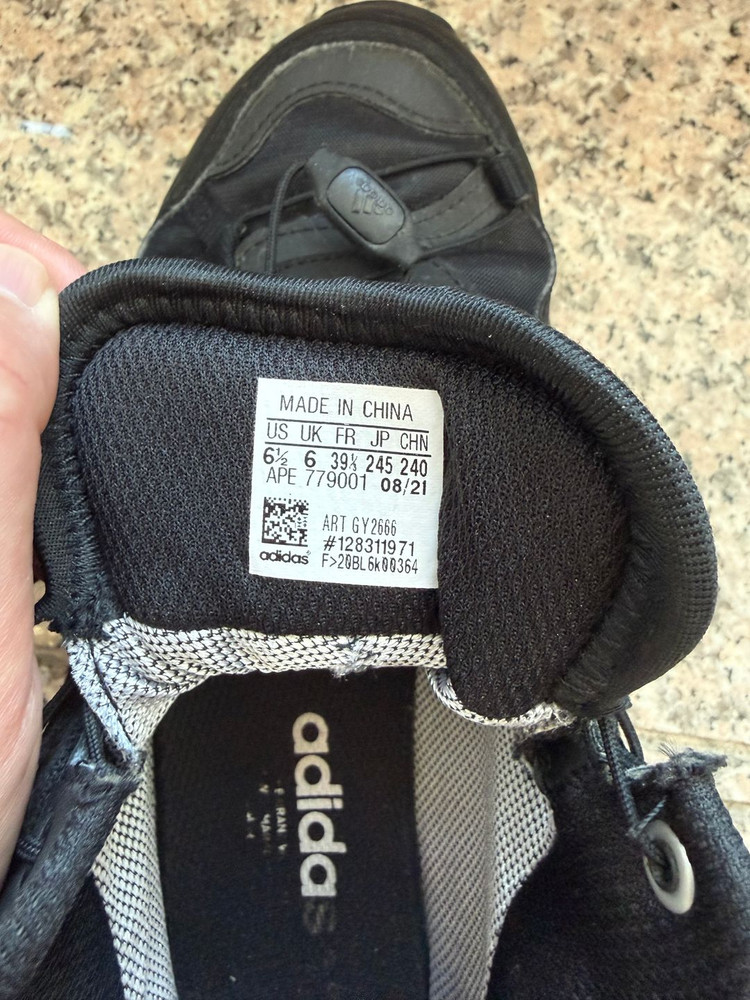 MADE IN CHINA
US UK FR JP CHN
6½ 6 39⅓ 245 240
APE 779001 08/21
ART GY2666
#128311971
adidas
F>20BL6k00364
adidas